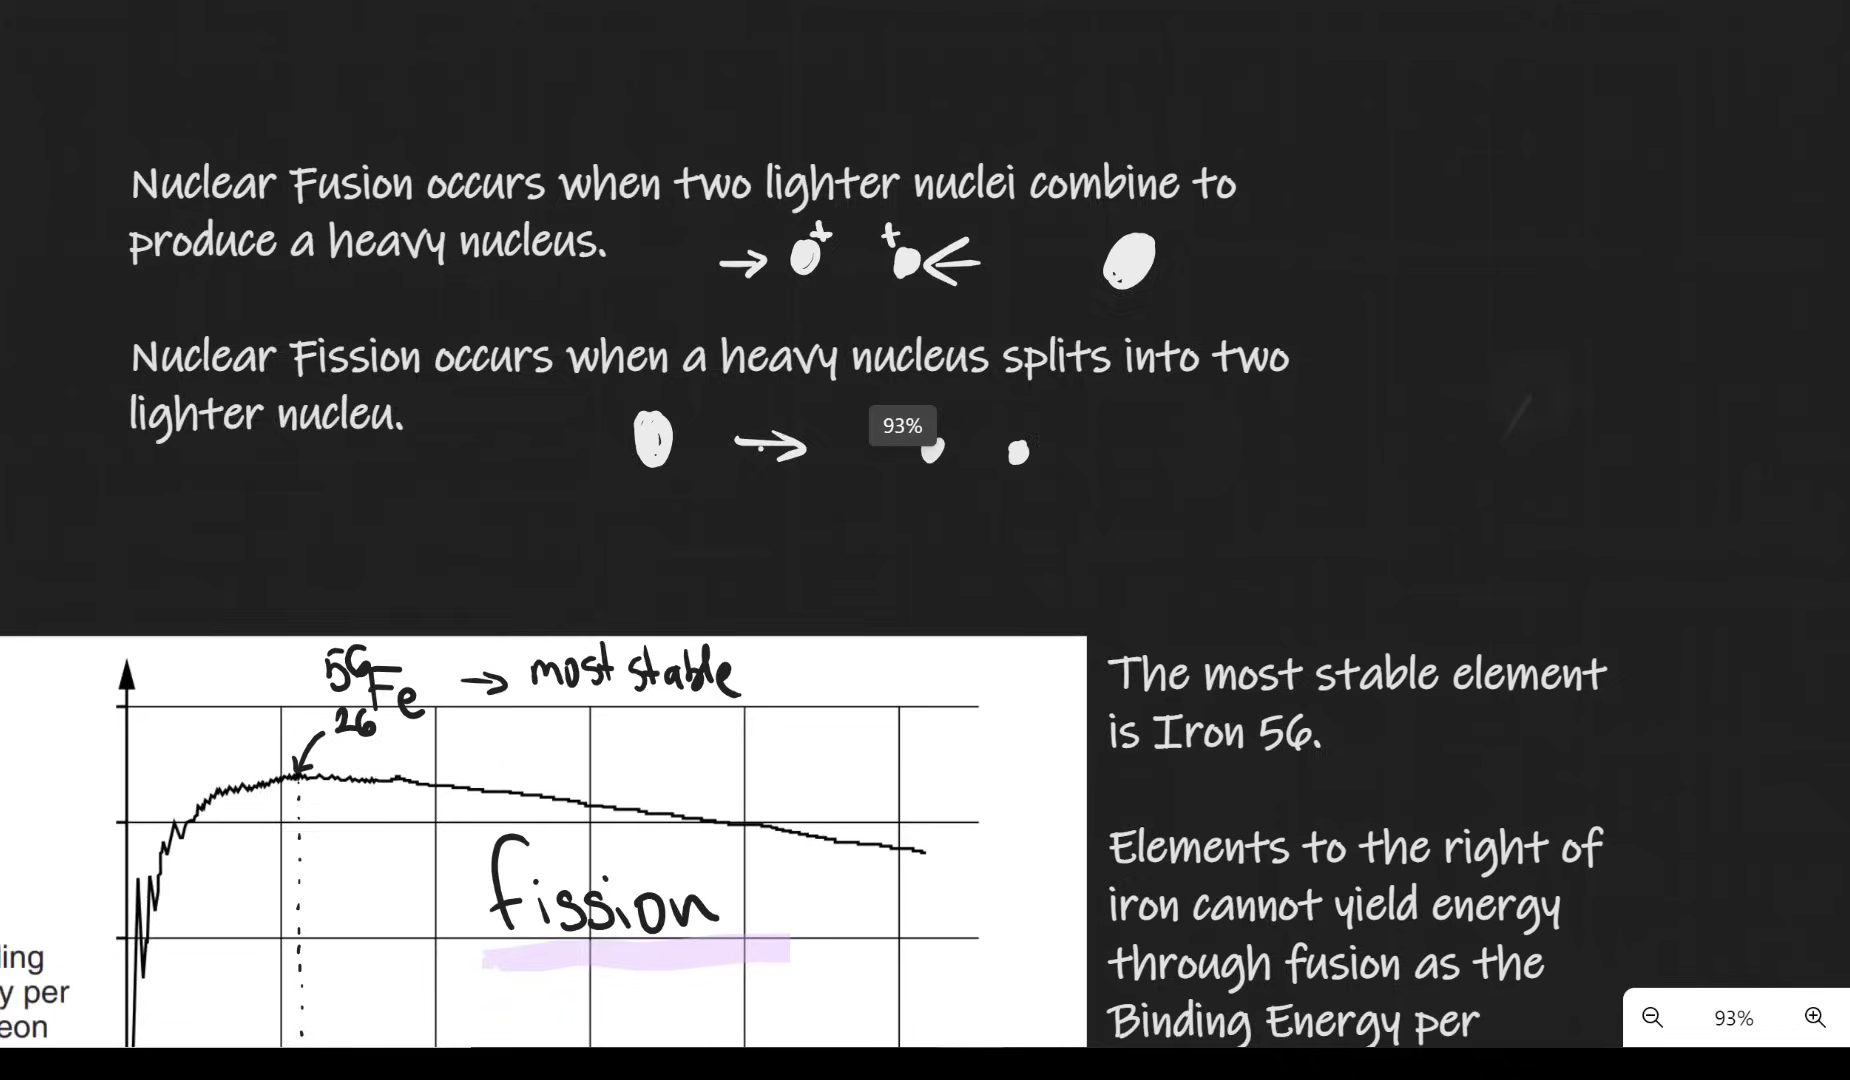 Nuclear Fusion occurs when two lighter nuclei combine to
produce a heavy nucleus.
+ +
Nuclear Fission occurs when a heavy nucleus splits into two
lighter nucleu.
93%
56
Fe → most stable
26
fission
ling
y per
eon
The most stable element
is Iron 56.
Elements to the right of
iron cannot yield energy
through fusion as the
Binding Energy per
93%